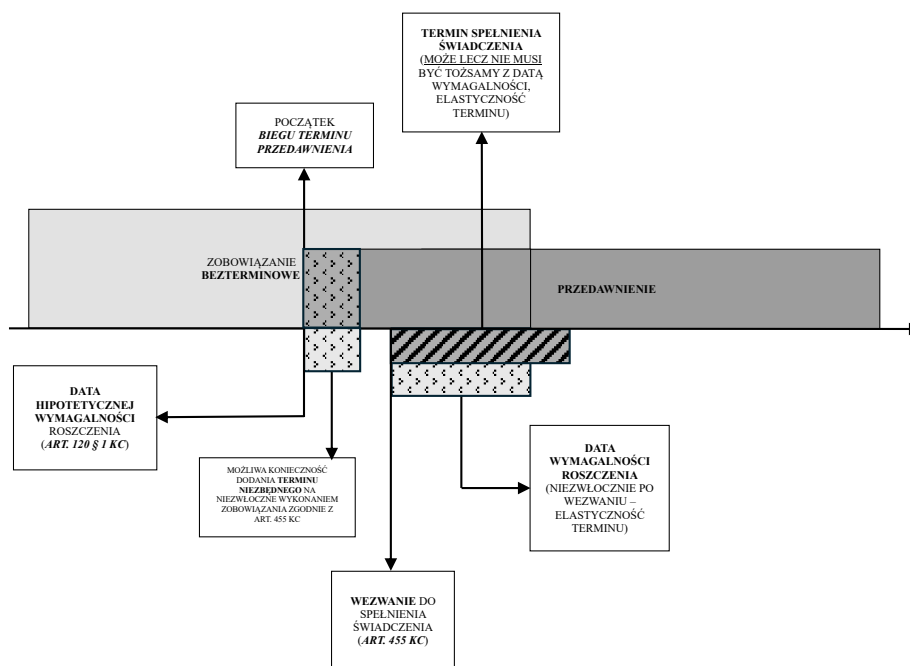 TERMIN SPEŁNIENIA
ŚWIADCZENIA
(MOŻE LECZ NIE MUSI
BYĆ TOŻSAMY Z DATĄ
WYMAGALNOŚCI,
ELASTYCZNOŚĆ
TERMINU)
POCZĄTEK
BIEGU TERMINU
PRZEDAWNIENIA
ZOBOWIĄZANIE
BEZTERMINOWE
PRZEDAWNIENIE
DATA
HIPOTETYCZNEJ
WYMAGALNOŚCI
ROSZCZENIA
(ART. 120 § 1 KC)
MOŻLIWA KONIECZNOŚĆ
DODANIA TERMINU
NIEZBĘDNEGO NA
NIEZWŁOCZNE WYKONANIEM
ZOBOWIĄZANIA ZGODNIE Z
ART. 455 KC
DATA
WYMAGALNOŚCI
ROSZCZENIA
(NIEZWŁOCZNIE PO
WEZWANIU –
ELASTYCZNOŚĆ
TERMINU)
WEZWANIE DO
SPEŁNIENIA
ŚWIADCZENIA
(ART. 455 KC)